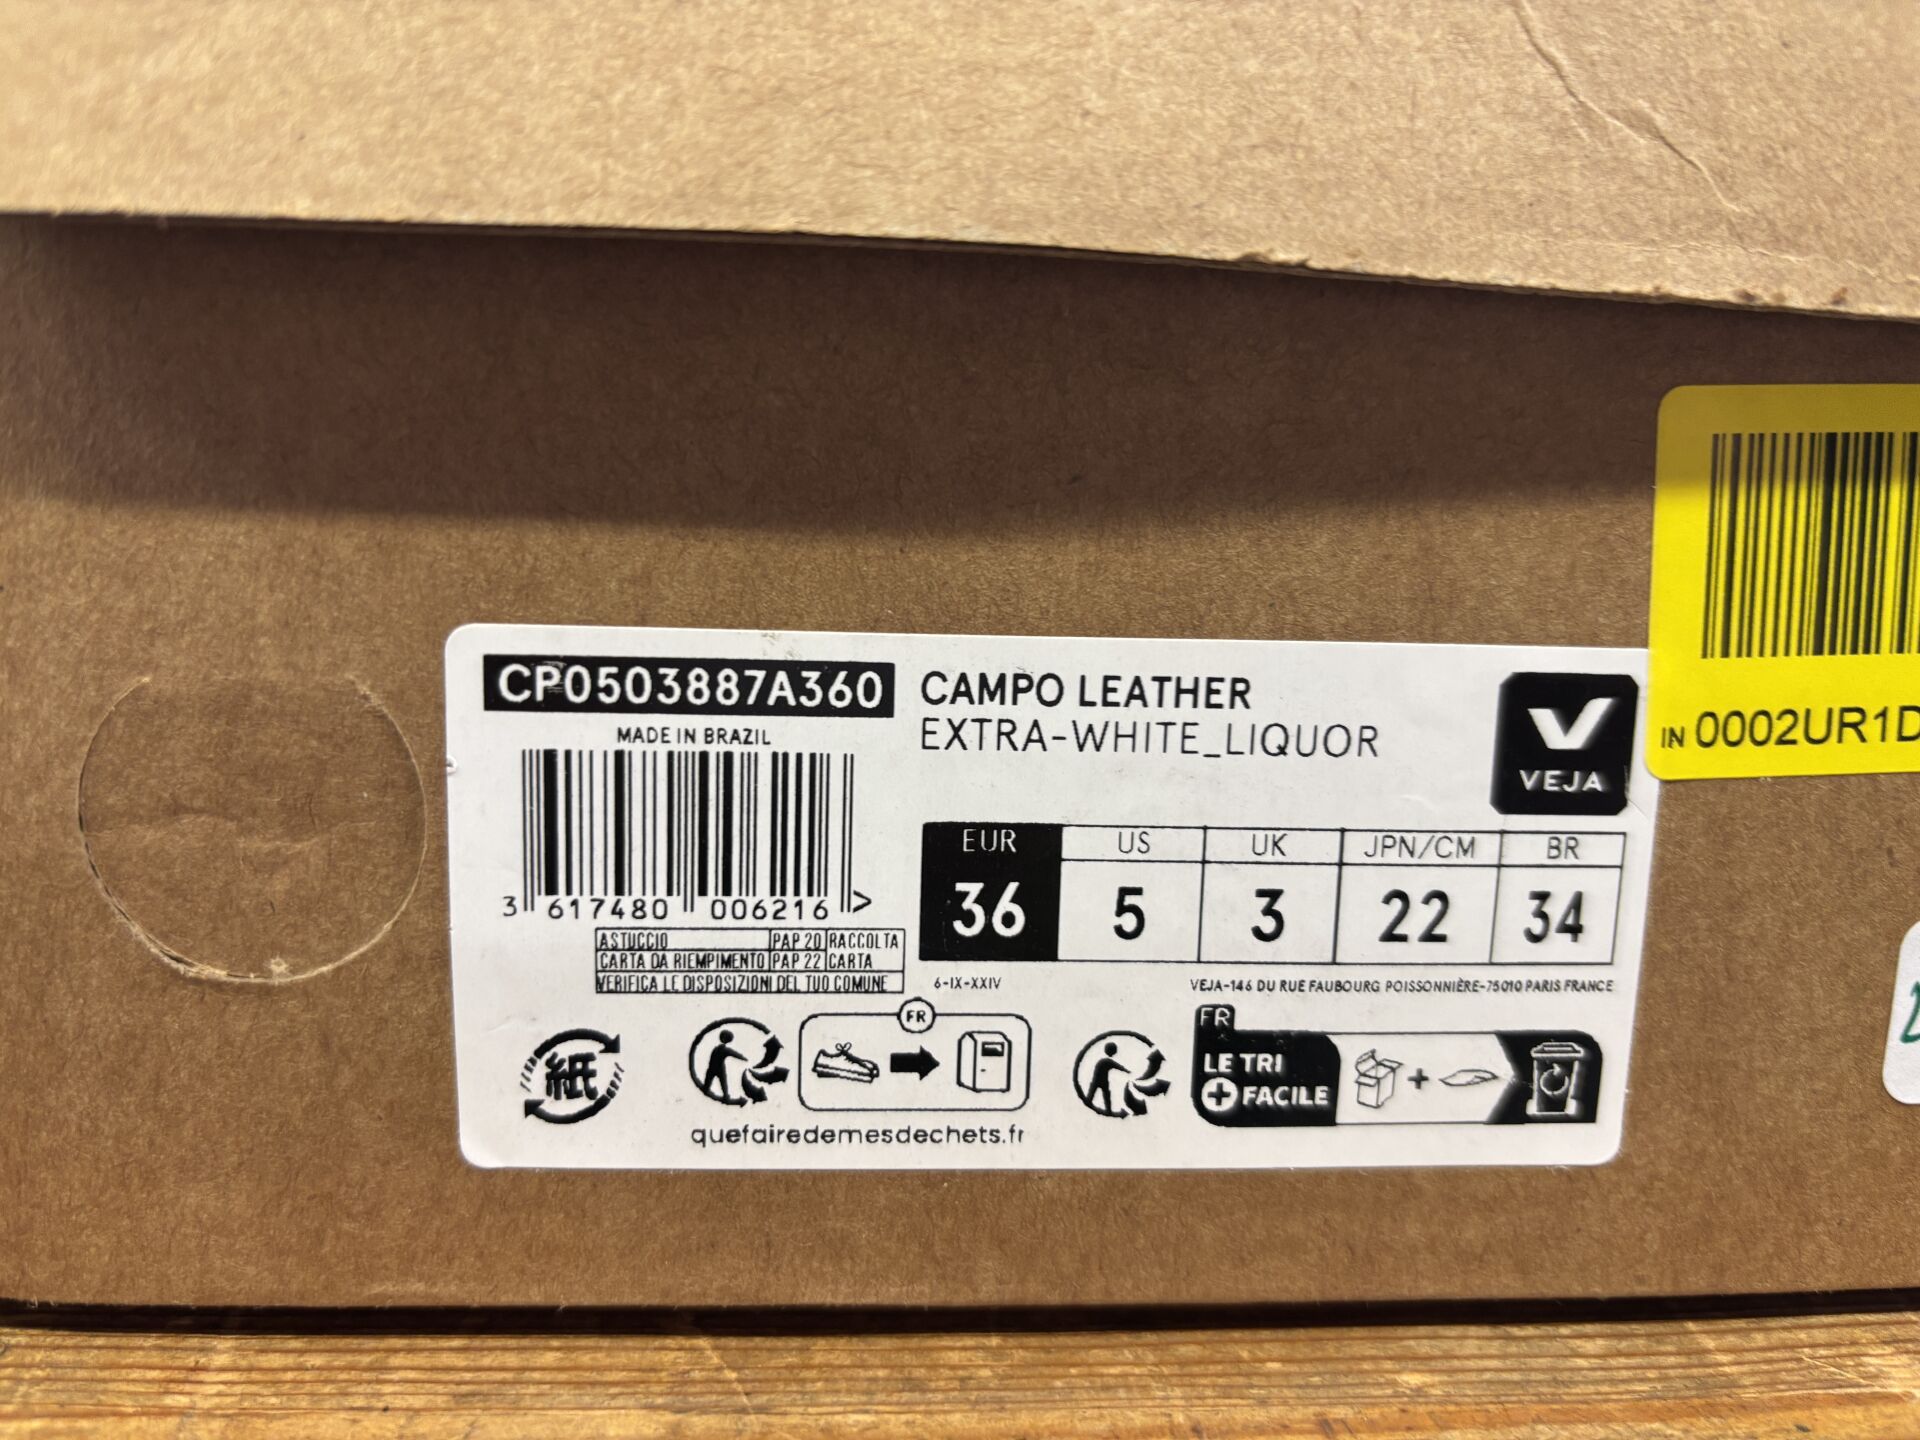 CP0503887A360
MADE IN BRAZIL
3 617480 006216 >
ASTUCCIO PAP 20 RACCOLTA
CARTA DA RIEMPIMENTO PAP 22 CARTA
VERIFICA LE DISPOSIZIONI DEL TUO COMUNE
CAMPO LEATHER
EXTRA-WHITE_LIQUOR
VEJA
EUR US UK JPN/CM BR
36 5 3 22 34
6-IX-XXIV
VEJA-146 DU RUE FAUBOURG POISSONNIÈRE-75010 PARIS FRANCE
紙
FR
quefairedemesdechets.fr
FR
LE TRI
+ FACILE
+
IN 0002UR1D